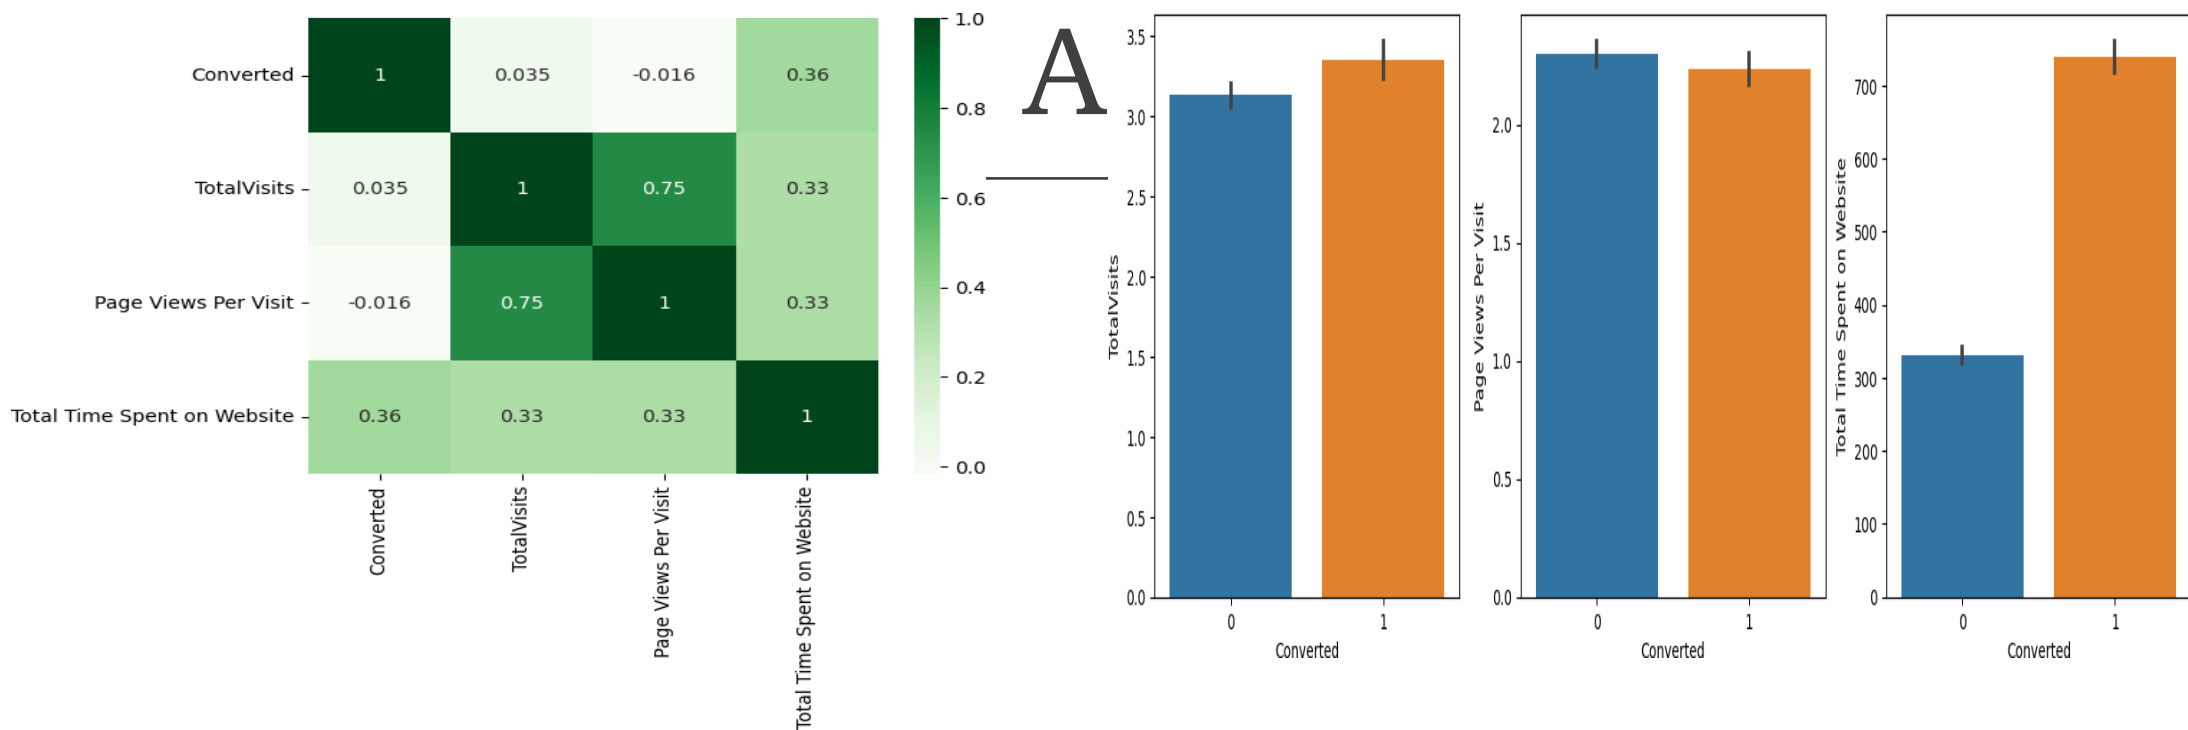 Converted 1 0.035 -0.016 0.36
TotalVisits 0.035 1 0.75 0.33
Page Views Per Visit -0.016 0.75 1 0.33
Total Time Spent on Website 0.36 0.33 0.33 1
Converted
TotalVisits
Page Views Per Visit
Total Time Spent on Website
1.0
0.8
0.6
0.4
0.2
0.0
A
TotalVisits
3.5
3.0
2.5
2.0
1.5
1.0
0.5
0.0
0 1
Converted
Page Views Per Visit
2.0
1.5
1.0
0.5
0.0
0 1
Converted
Total Time Spent on Website
700
600
500
400
300
200
100
0
0 1
Converted